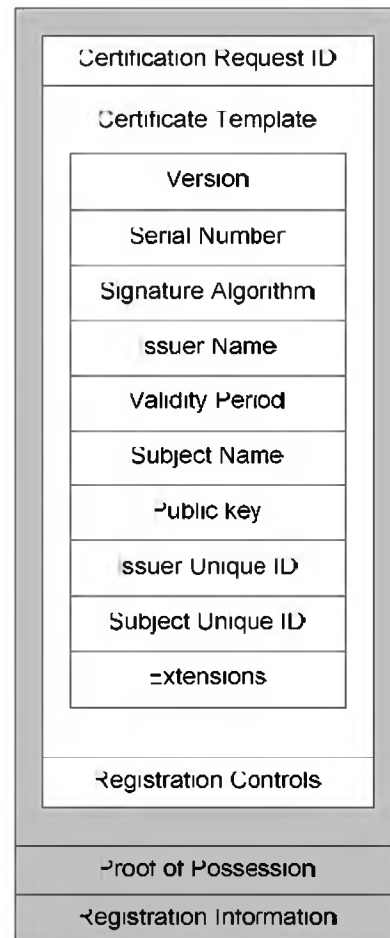 Certification Request ID
Certificate Template
Version
Serial Number
Signature Algorithm
Issuer Name
Validity Period
Subject Name
Public key
Issuer Unique ID
Subject Unique ID
Extensions
Registration Controls
Proof of Possession
Registration Information